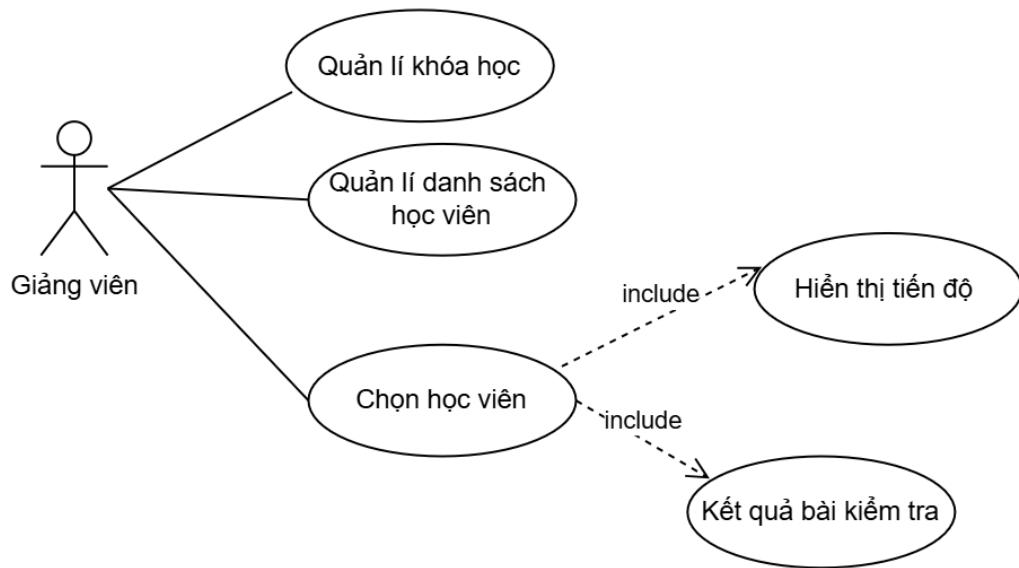 Quản lí khóa học
Quản lí danh sách
học viên
Giảng viên
include
Hiển thị tiến độ
Chọn học viên
include
Kết quả bài kiểm tra